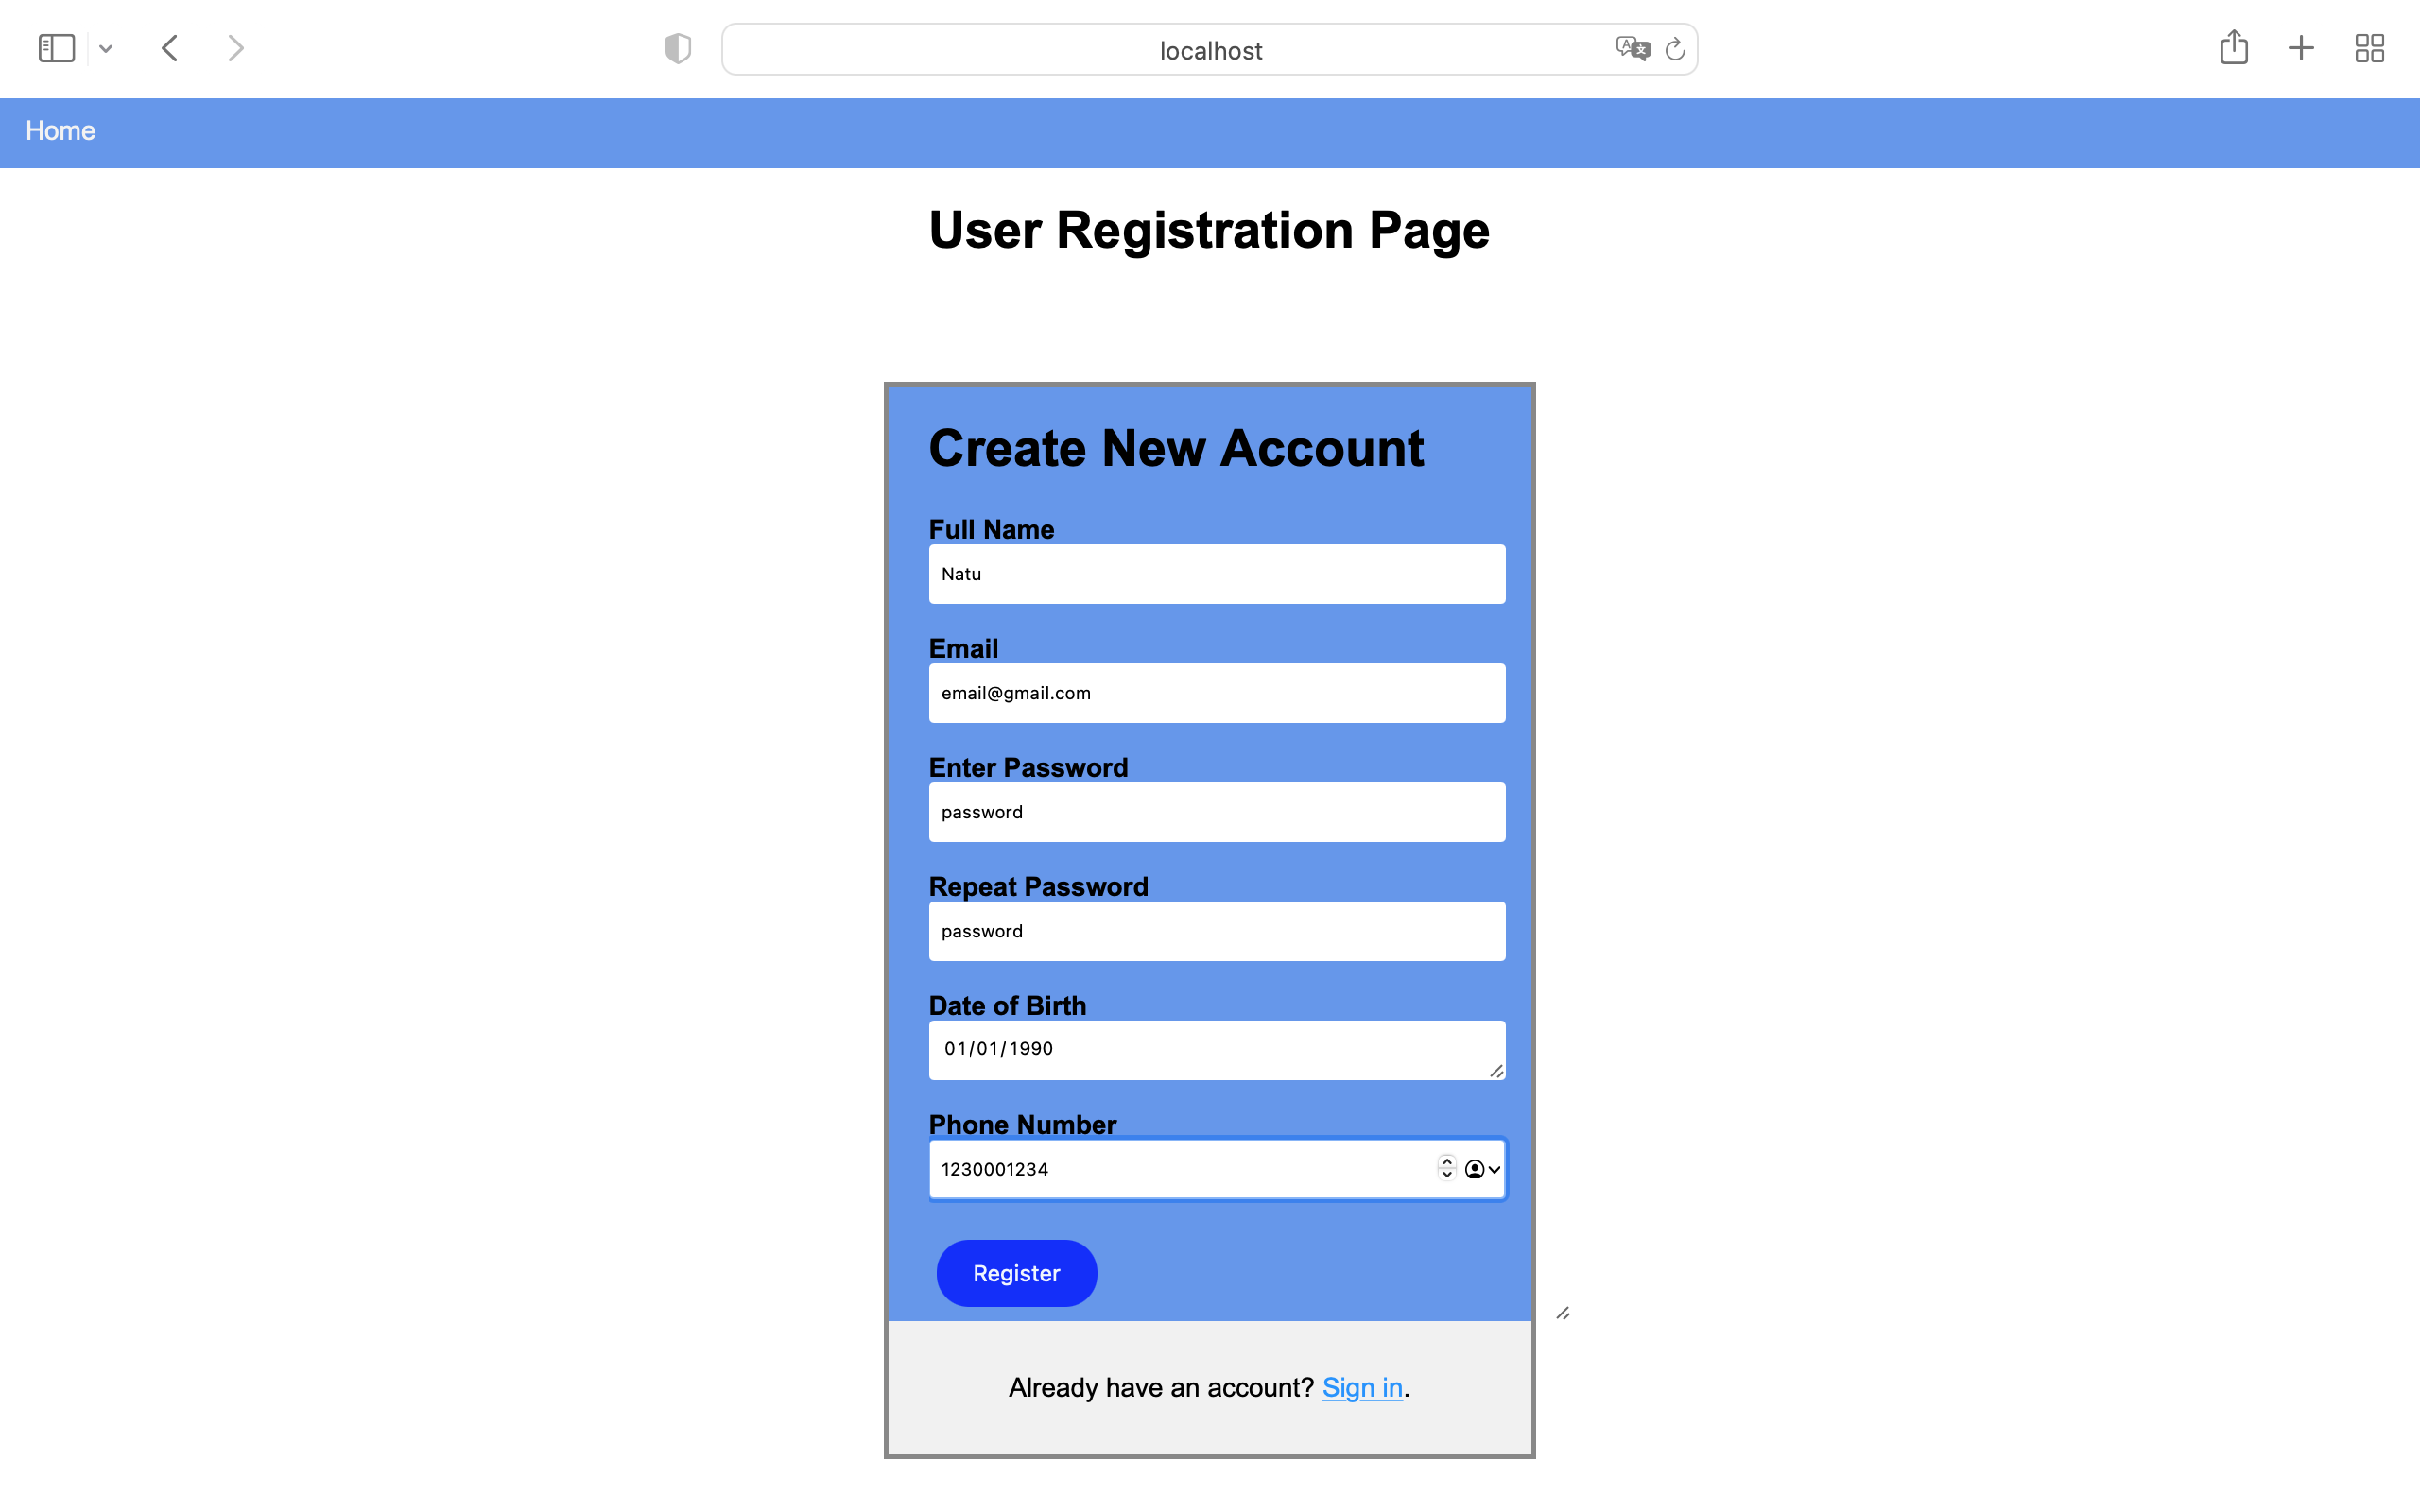 localhost
Home
User Registration Page
Create New Account
Full Name
Natu
Email
email@gmail.com
Enter Password
password
Repeat Password
password
Date of Birth
01/01/1990
Phone Number
1230001234
Register
Already have an account? Sign in.